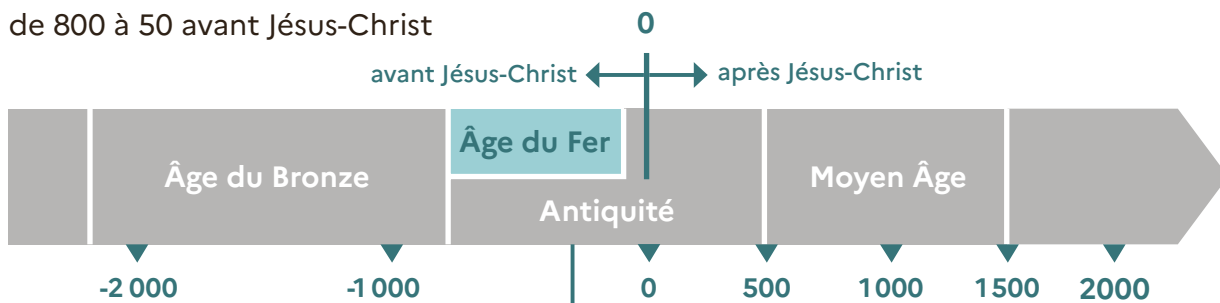 de 800 à 50 avant Jésus-Christ
0
avant Jésus-Christ
après Jésus-Christ
Âge du Fer
Âge du Bronze
Moyen Âge
Antiquité
-2 000
-1 000
0
500
1000
1500
2000